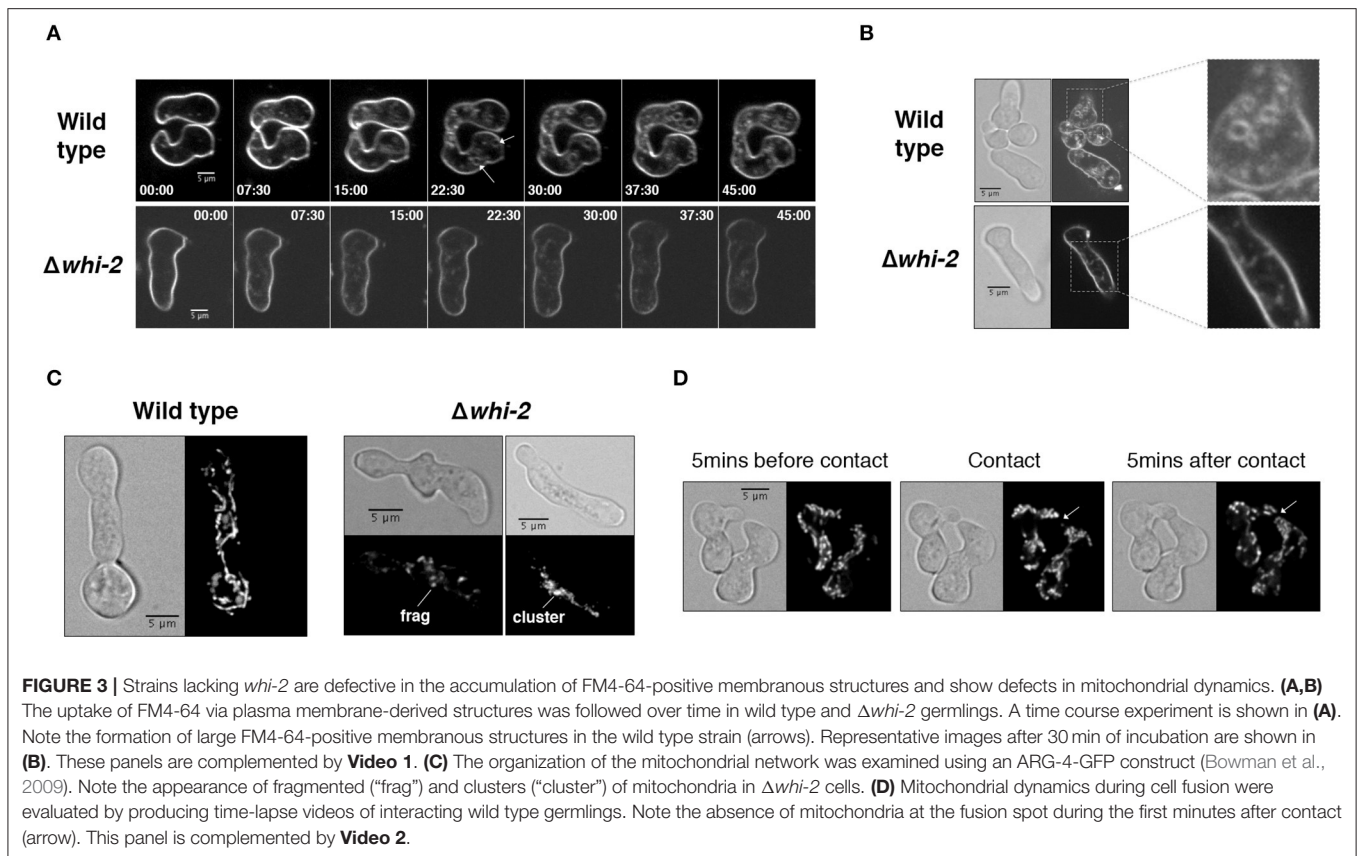 A
B
Wild
type
5 µm
00:00
07:30
15:00
22:30
30:00
37:30
45:00
Δwhi-2
00:00
07:30
15:00
22:30
30:00
37:30
45:00
5 µm
Wild
type
5 µm
Δwhi-2
5 µm
C
D
Wild type
Δwhi-2
5 µm
5 µm
5 µm
frag
cluster
5mins before contact
Contact
5mins after contact
5 µm
FIGURE 3 | Strains lacking whi-2 are defective in the accumulation of FM4-64-positive membranous structures and show defects in mitochondrial dynamics. (A,B)
The uptake of FM4-64 via plasma membrane-derived structures was followed over time in wild type and Δwhi-2 germlings. A time course experiment is shown in (A).
Note the formation of large FM4-64-positive membranous structures in the wild type strain (arrows). Representative images after 30 min of incubation are shown in
(B). These panels are complemented by Video 1. (C) The organization of the mitochondrial network was examined using an ARG-4-GFP construct (Bowman et al.,
2009). Note the appearance of fragmented (“frag”) and clusters (“cluster”) of mitochondria in Δwhi-2 cells. (D) Mitochondrial dynamics during cell fusion were
evaluated by producing time-lapse videos of interacting wild type germlings. Note the absence of mitochondria at the fusion spot during the first minutes after contact
(arrow). This panel is complemented by Video 2.